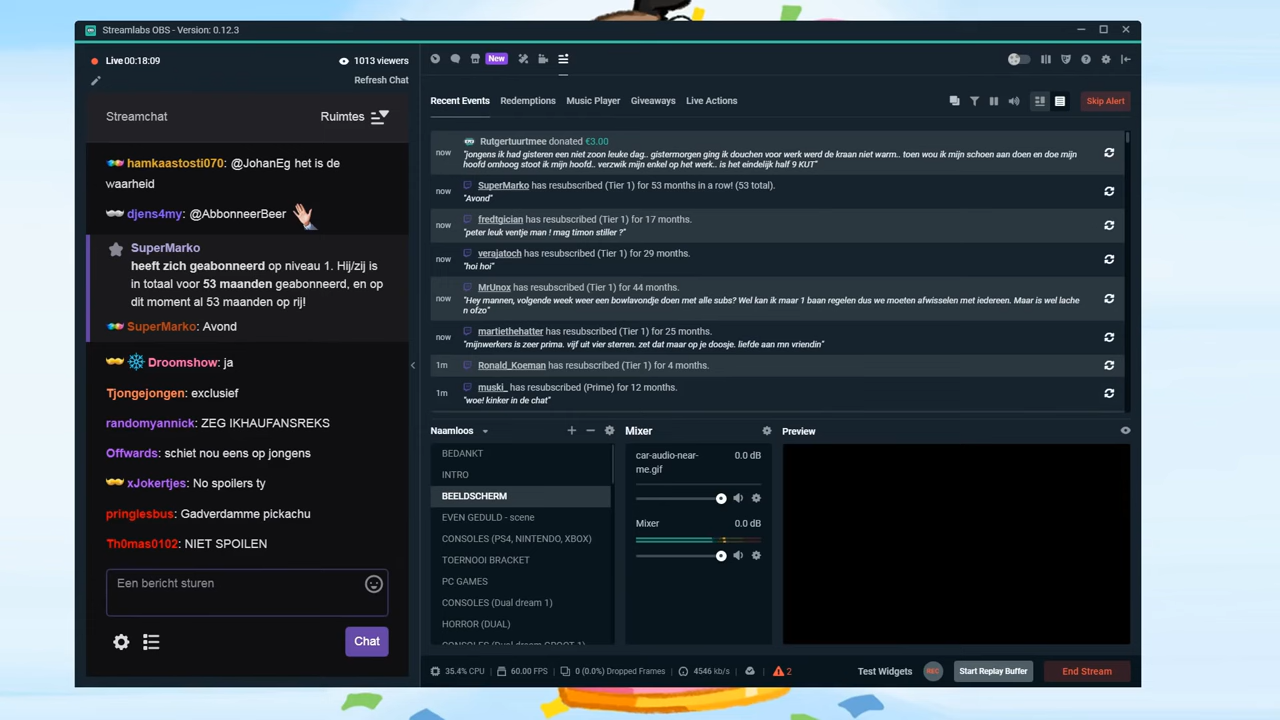 Streamlabs OBS - Version: 0.12.3
Live 00:18:09
1013 viewers
Refresh Chat
Streamchat
Ruimtes
hamkaastosti070: @JohanEg het is de
waarheid
djens4my: @AbbonneerBeer
SuperMarko
heeft zich geabonneerd op niveau 1. Hij/zij is
in totaal voor 53 maanden geabonneerd, en op
dit moment al 53 maanden op rij!
SuperMarko: Avond
Droomshow: ja
Tjongejongen: exclusief
randomyannick: ZEG IKHAUFANSREKS
Offwards: schiet nou eens op jongens
xJokertjes: No spoilers ty
pringlesbus: Gadverdamme pickachu
Th0mas0102: NIET SPOILEN
Een bericht sturen
Chat
New
Recent Events
Redemptions
Music Player
Giveaways
Live Actions
Skip Alert
now
Rutgertuurtmee donated €3.00
"jongens ik had gisteren een niet zoon leuke dag.. gistermorgen ging ik douchen voor werk werd de kraan niet warm.. toen wou ik mijn schoen aan doen en doe mijn
hoofd omhoog stoot ik mijn hoofd.. verzwik mijn enkel op het werk.. is het eindelijk half 9 KUT"
now
SuperMarko has resubscribed (Tier 1) for 53 months in a row! (53 total).
"Avond"
now
fredtgician has resubscribed (Tier 1) for 17 months.
"peter leuk ventje man ! mag timon stiller ?"
now
verajatoch has resubscribed (Tier 1) for 29 months.
"hoi hoi"
now
MrUnox has resubscribed (Tier 1) for 44 months.
"Hey mannen, volgende week weer een bowlavondje doen met alle subs? Wel kan ik maar 1 baan regelen dus we moeten afwisselen met iedereen. Maar is wel lache
n ofzo"
now
martiethehatter has resubscribed (Tier 1) for 25 months.
"mijnwerkers is zeer prima. vijf uit vier sterren. zet dat maar op je doosje. liefde aan mn vriendin"
1m
Ronald_Koeman has resubscribed (Tier 1) for 4 months.
1m
muski_ has resubscribed (Prime) for 12 months.
"woe! kinker in de chat"
Naamloos
BEDANKT
INTRO
BEELDSCHERM
EVEN GEDULD - scene
CONSOLES (PS4, NINTENDO, XBOX)
TOERNOOI BRACKET
PC GAMES
CONSOLES (Dual dream 1)
HORROR (DUAL)
CONSOLES (Dual dream GROOT 1)
Mixer
car-audio-near-
me.gif
0.0 dB
Mixer
0.0 dB
Preview
35.4% CPU
60.00 FPS
0 (0.0%) Dropped Frames
4546 kb/s
2
Test Widgets
REC
Start Replay Buffer
End Stream